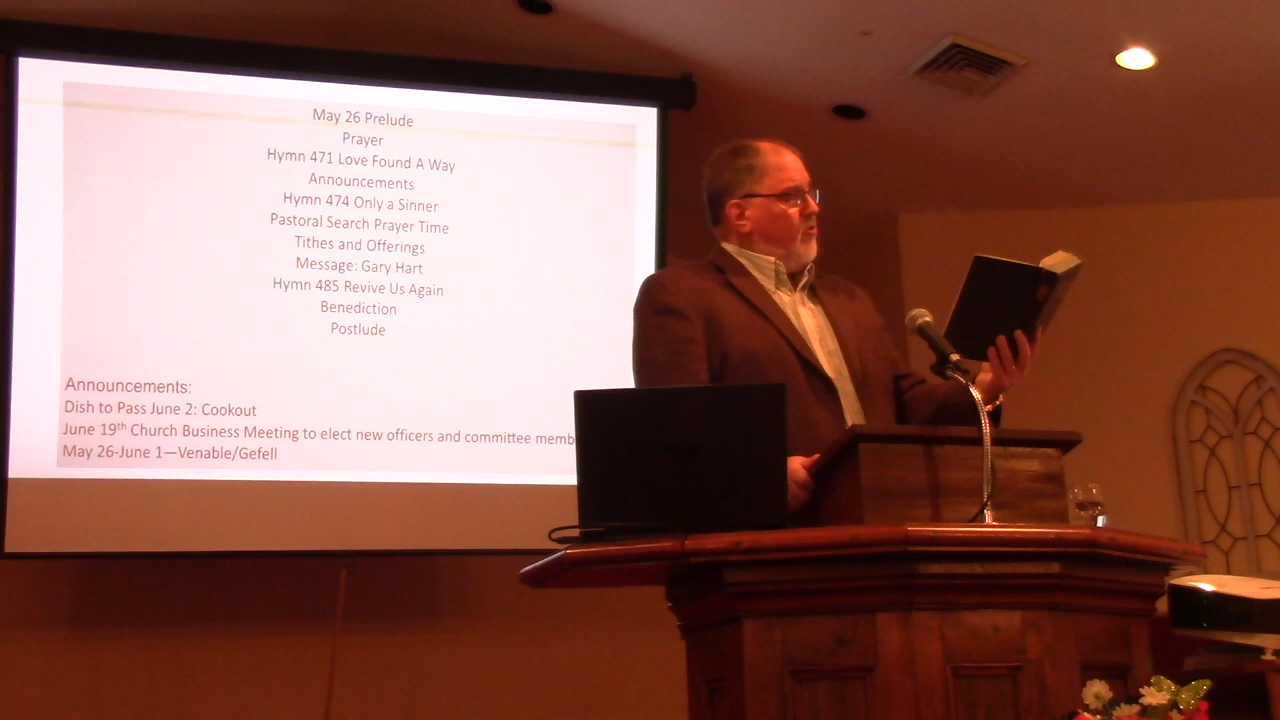 May 26 Prelude
Prayer
Hymn 471 Love Found A Way
Announcements
Hymn 474 Only a Sinner
Pastoral Search Prayer Time
Tithes and Offerings
Message: Gary Hart
Hymn 485 Revive Us Again
Benediction
Postlude
Announcements:
Dish to Pass June 2: Cookout
June 19th Church Business Meeting to elect new officers and committee memb
May 26-June 1—Venable/Gefell